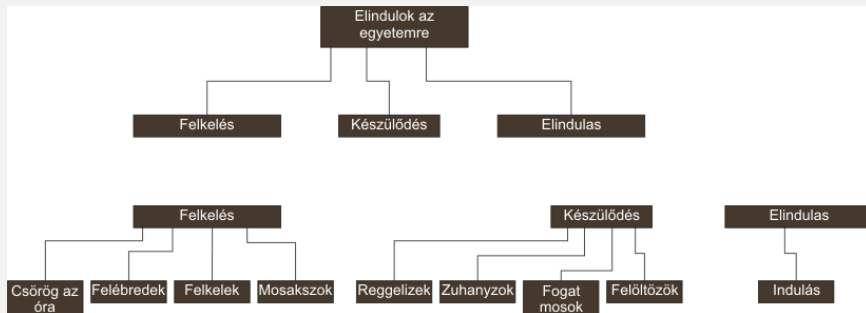 Elindulok az
egyetemre
Felkelés
Készülődés
Elindulas
Felkelés
Készülődés
Elindulas
Csörög az
óra
Felébredek
Felkelek
Mosakszok
Reggelizek
Zuhanyzok
Fogat
mosok
Felöltözök
Indulás